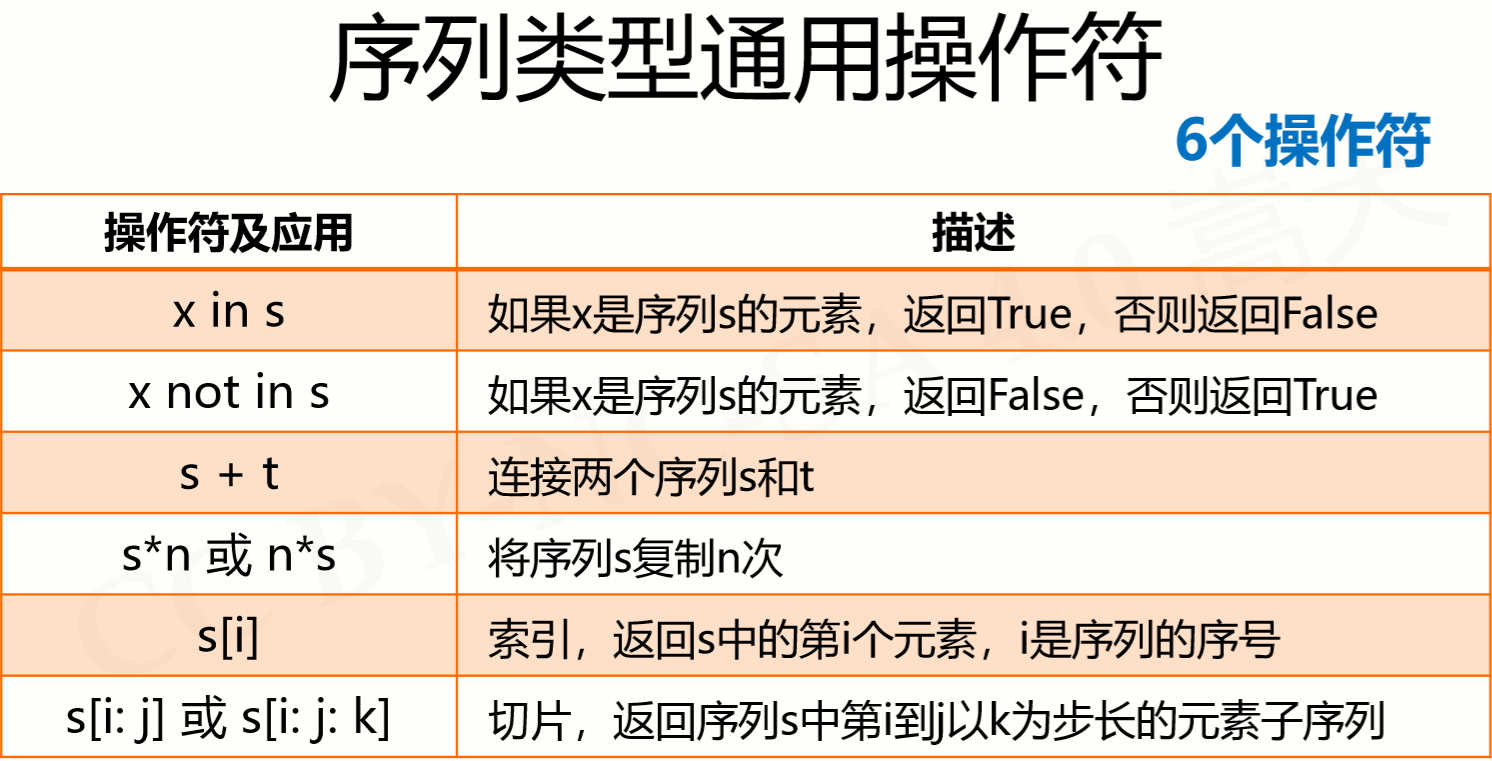 序列类型通用操作符
6个操作符
操作符及应用 描述
x in s 如果x是序列s的元素，返回True，否则返回False
x not in s 如果x是序列s的元素，返回False，否则返回True
s + t 连接两个序列s和t
s*n 或 n*s 将序列s复制n次
s[i] 索引，返回s中的第i个元素，i是序列的序号
s[i: j] 或 s[i: j: k] 切片，返回序列s中第i到j以k为步长的元素子序列
CC BY-NC-SA 4.0 嵩天